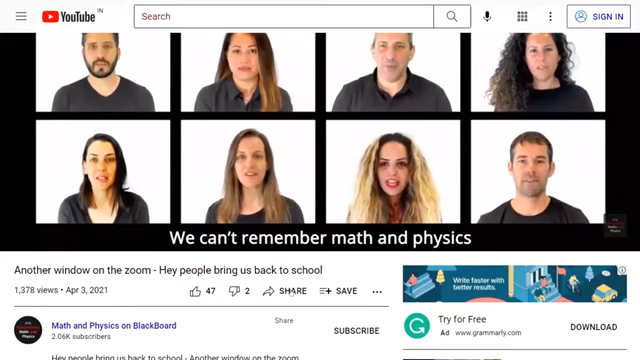 YouTube IN
Search
SIGN IN
We can't remember math and physics
Another window on the zoom - Hey people bring us back to school
1,378 views • Apr 3, 2021
47
2
SHARE
SAVE
Share
Math and Physics on BlackBoard
2.06K subscribers
SUBSCRIBE
Hey people bring us back to school - Another window on the zoom
Write faster with
better results.
Try for Free
Ad www.grammarly.com
DOWNLOAD